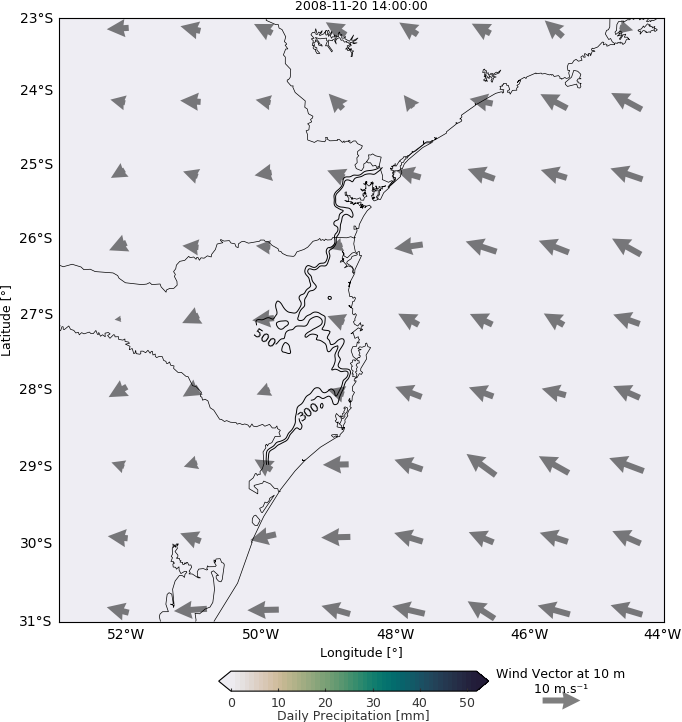 2008-11-20 14:00:00
23°S
24°S
25°S
26°S
27°S
28°S
29°S
30°S
31°S
Latitude [°]
500
300
52°W 50°W 48°W 46°W 44°W
Longitude [°]
0 10 20 30 40 50
Daily Precipitation [mm]
Wind Vector at 10 m
10 m.s⁻¹